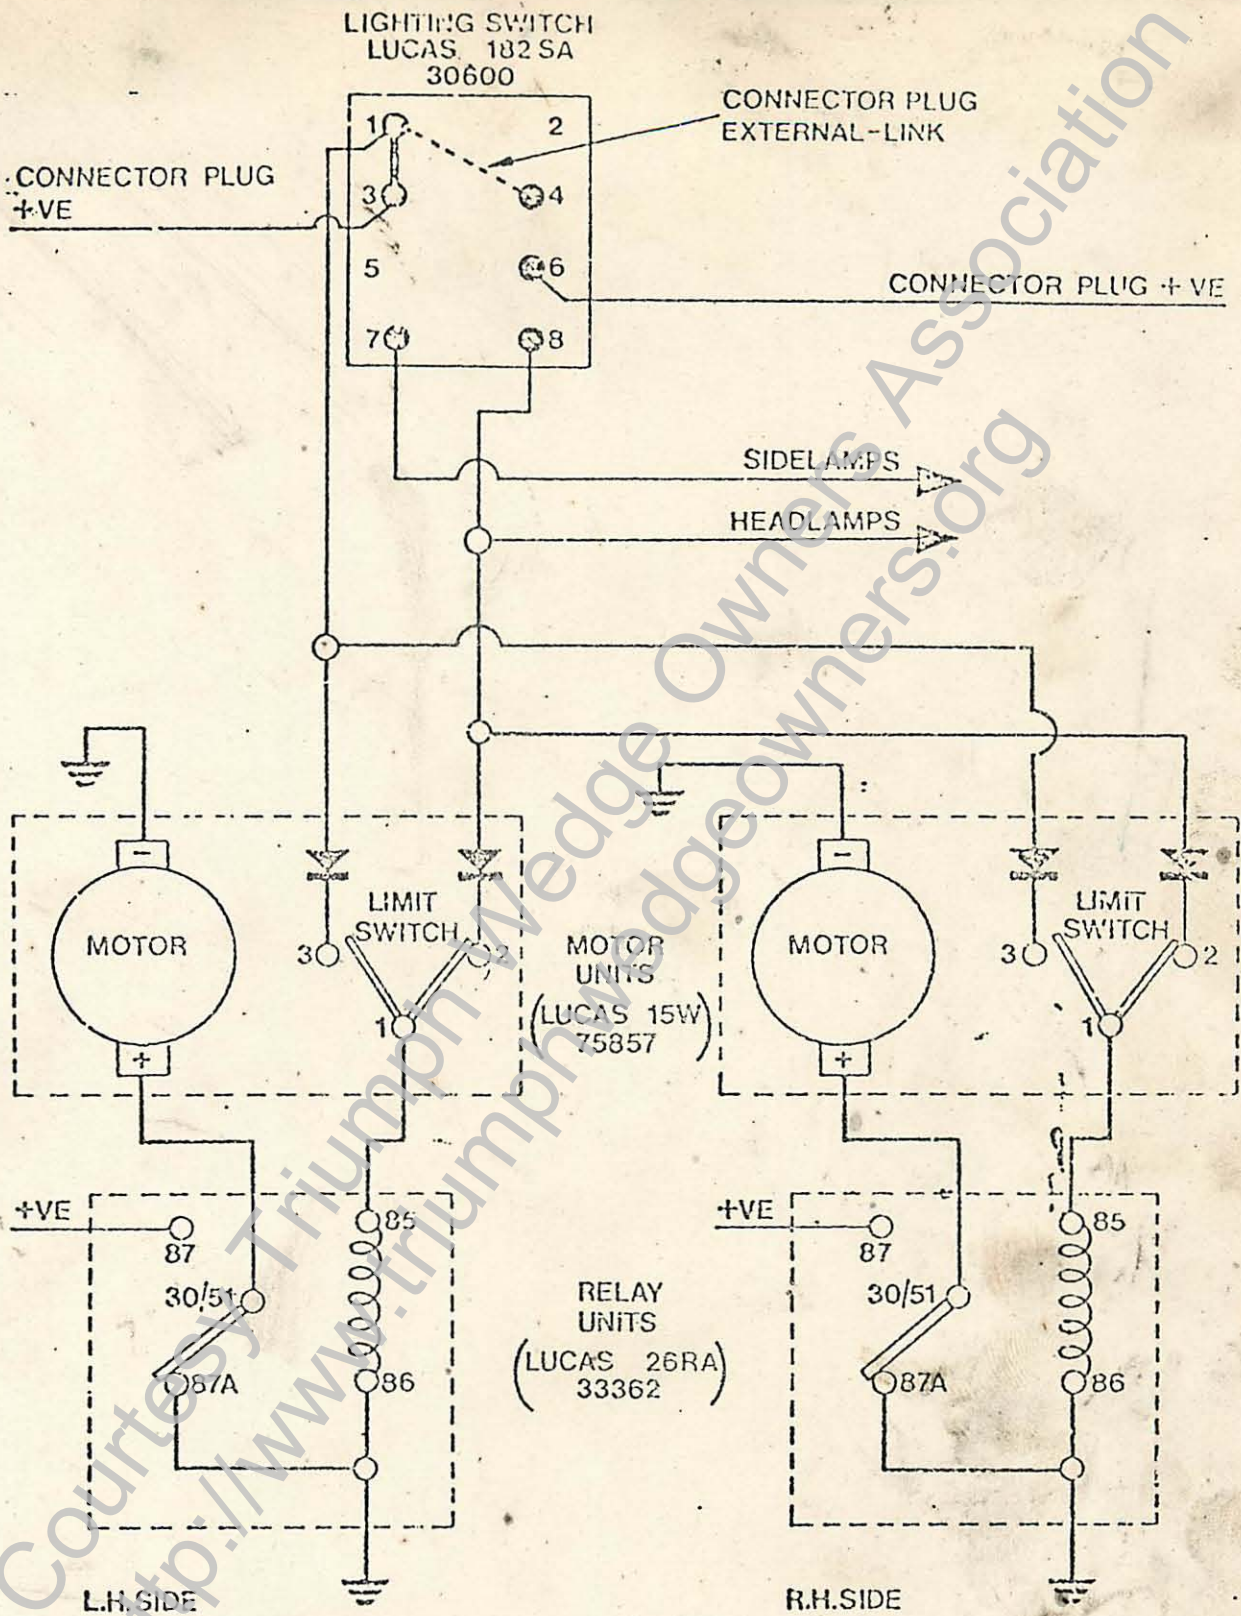 LIGHTING SWITCH
LUCAS 182 SA
30600
CONNECTOR PLUG
EXTERNAL-LINK
1
2
CONNECTOR PLUG
+VE
3
4
5
6
CONNECTOR PLUG + VE
7
8
SIDELAMPS
HEADLAMPS
-
-
LIMIT
SWITCH
LIMIT
SWITCH
MOTOR
3
2
MOTOR
UNITS
(LUCAS 15W)
75857
MOTOR
3
2
1
1
+
+
+VE
87
85
+VE
87
85
30/51
RELAY
UNITS
(LUCAS 26RA)
33362
30/51
87A
86
87A
86
L.H.SIDE
R.H.SIDE
Courtesy Triumph Wedge Owners Association
http://www.triumphwedgeowners.org